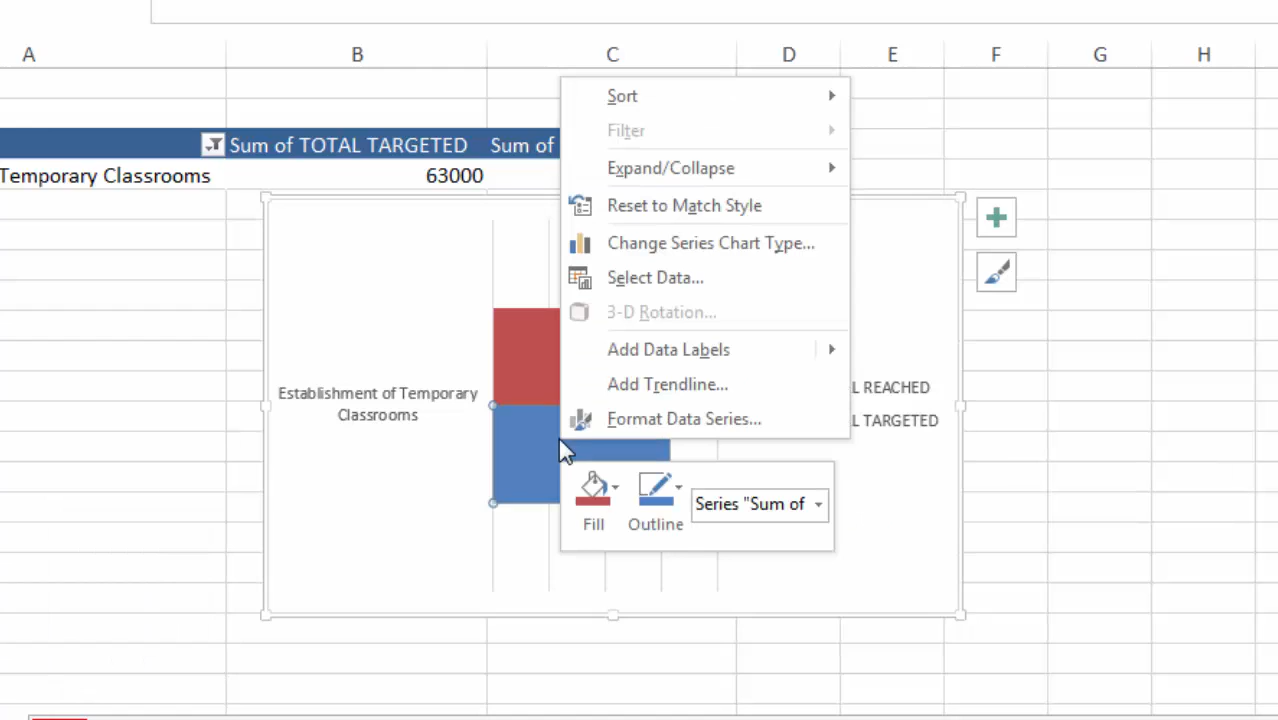 A B C D E F G H
Sum of TOTAL TARGETED Sum of
Temporary Classrooms 63000
Sort
Filter
Expand/Collapse
Reset to Match Style
Change Series Chart Type...
Select Data...
3-D Rotation...
Add Data Labels
Add Trendline...
Format Data Series...
Establishment of Temporary
Classrooms
L REACHED
L TARGETED
Series "Sum of
Fill Outline